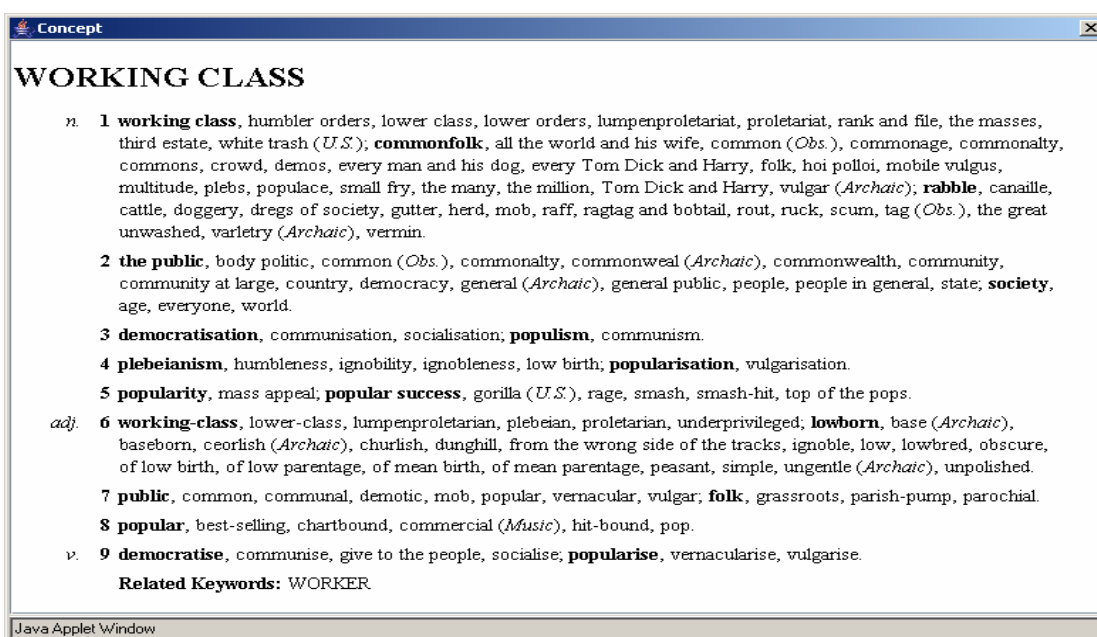 Concept
WORKING CLASS
n. 1 working class, humbler orders, lower class, lower orders, lumpenproletariat, proletariat, rank and file, the masses,
third estate, white trash (U.S.); commonfolk, all the world and his wife, common (Obs.), commonage, commonalty,
commons, crowd, demos, every man and his dog, every Tom Dick and Harry, folk, hoi polloi, mobile vulgus,
multitude, plebs, populace, small fry, the many, the million, Tom Dick and Harry, vulgar (Archaic); rabble, canaille,
cattle, doggery, dregs of society, gutter, herd, mob, raff, ragtag and bobtail, rout, ruck, scum, tag (Obs.), the great
unwashed, varletry (Archaic), vermin.
2 the public, body politic, common (Obs.), commonalty, commonweal (Archaic), commonwealth, community,
community at large, country, democracy, general (Archaic), general public, people, people in general, state; society,
age, everyone, world.
3 democratisation, communisation, socialisation; populism, communism.
4 plebeianism, humbleness, ignobility, ignobleness, low birth; popularisation, vulgarisation.
5 popularity, mass appeal; popular success, gorilla (U.S.), rage, smash, smash-hit, top of the pops.
adj. 6 working-class, lower-class, lumpenproletarian, plebeian, proletarian, underprivileged; lowborn, base (Archaic),
baseborn, ceorlish (Archaic), churlish, dunghill, from the wrong side of the tracks, ignoble, low, lowbred, obscure,
of low birth, of low parentage, of mean birth, of mean parentage, peasant, simple, ungentle (Archaic), unpolished.
7 public, common, communal, demotic, mob, popular, vernacular, vulgar; folk, grassroots, parish-pump, parochial.
8 popular, best-selling, chartbound, commercial (Music), hit-bound, pop.
v. 9 democratise, communise, give to the people, socialise; popularise, vernacularise, vulgarise.
Related Keywords: WORKER
Java Applet Window